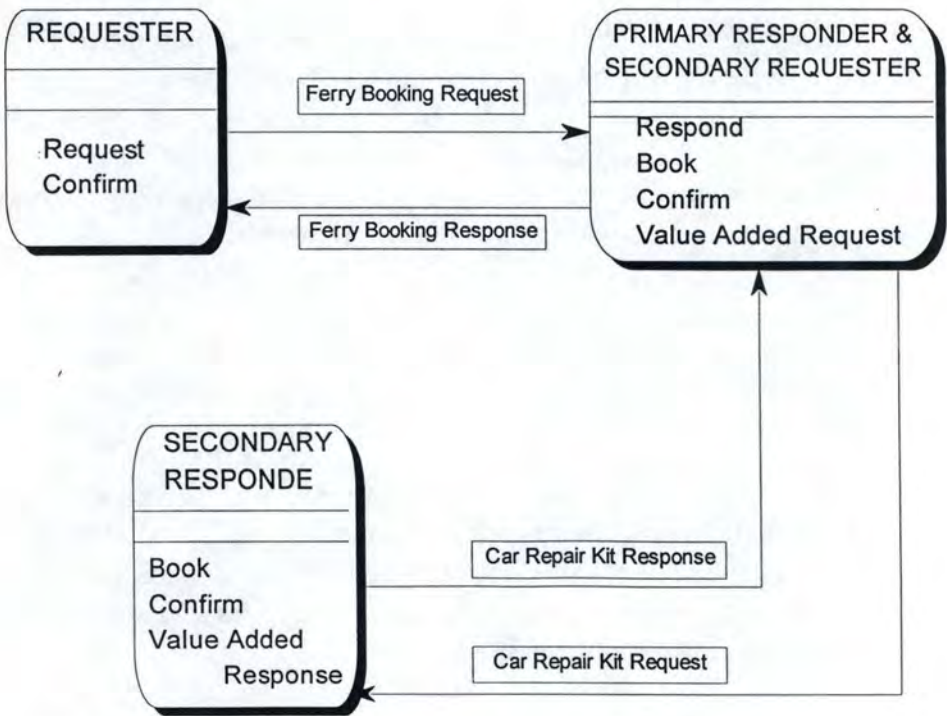 REQUESTER
Request
Confirm
Ferry Booking Request
Ferry Booking Response
PRIMARY RESPONDER &
SECONDARY REQUESTER
Respond
Book
Confirm
Value Added Request
SECONDARY
RESPONDE
Book
Confirm
Value Added
Response
Car Repair Kit Response
Car Repair Kit Request